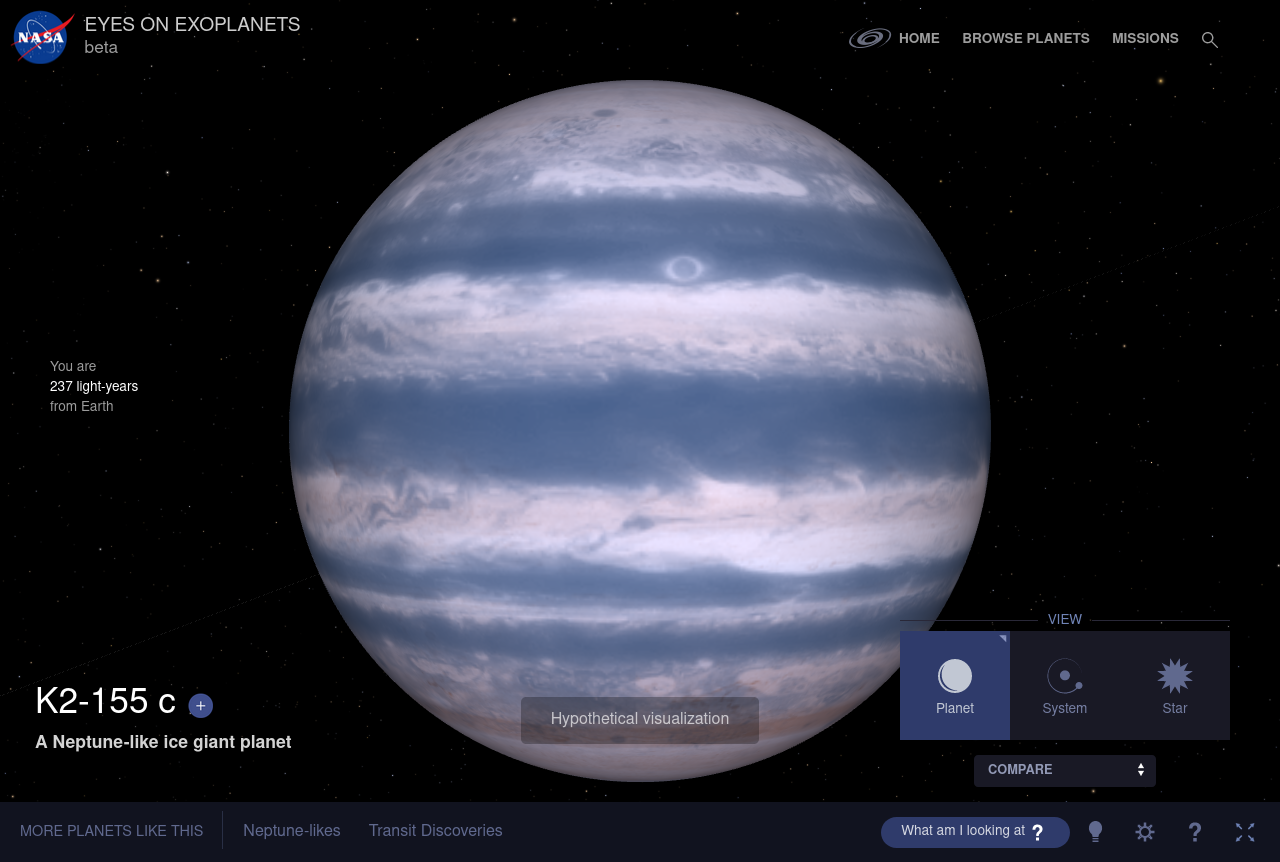 NASA
EYES ON EXOPLANETS
beta
HOME
BROWSE PLANETS
MISSIONS
You are
237 light-years
from Earth
VIEW
Planet
System
Star
K2-155 c +
A Neptune-like ice giant planet
Hypothetical visualization
COMPARE
MORE PLANETS LIKE THIS
Neptune-likes
Transit Discoveries
What am I looking at ?
?